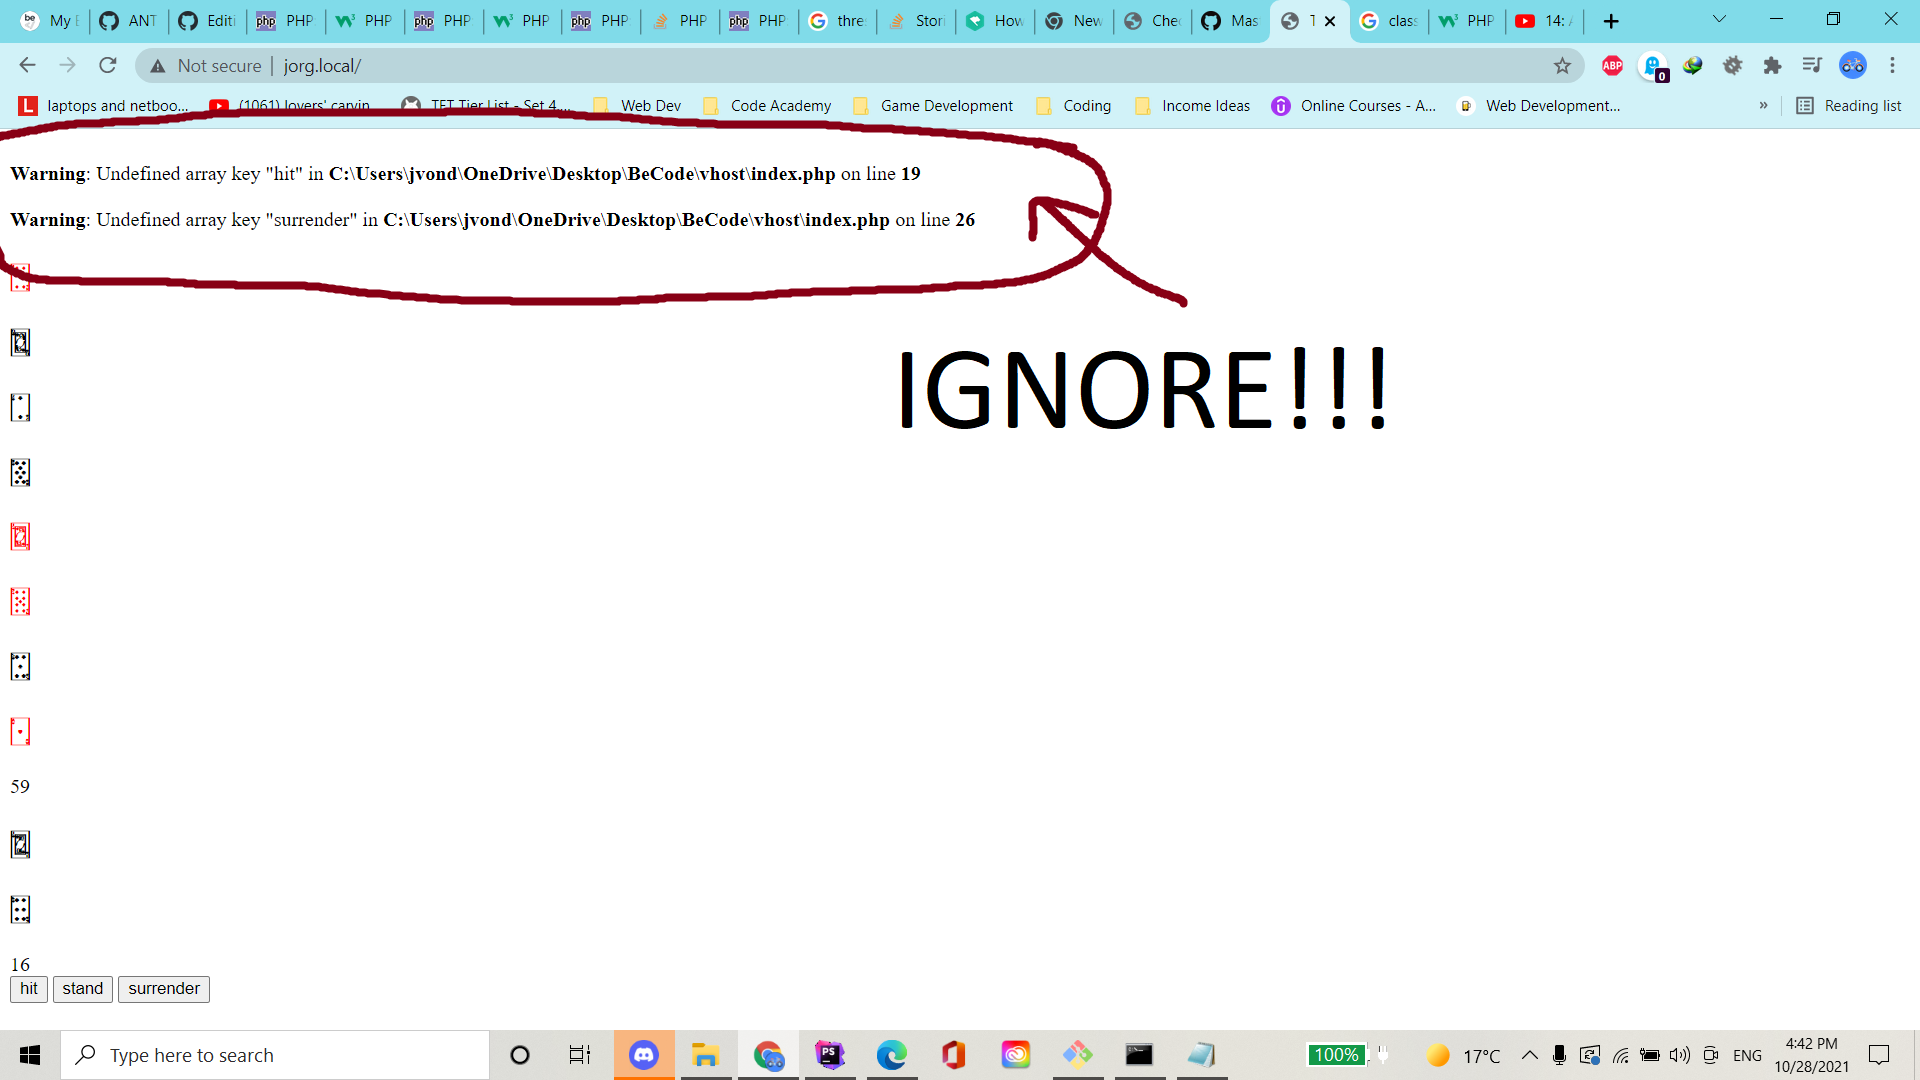 My E
ANT
Editi
PHP
PHP
PHP
PHP
PHP
PHP
PHP
thre
Stori
How
New
Che
Mas
T
clas
PHP
14: A
Not secure
jorg.local/
laptops and netboo...
(1061) lovers' carvin...
TFT Tier List - Set 4....
Web Dev
Code Academy
Game Development
Coding
Income Ideas
Online Courses - A...
Web Development...
»
Reading list
Warning: Undefined array key "hit" in C:\Users\jvond\OneDrive\Desktop\BeCode\vhost\index.php on line 19
Warning: Undefined array key "surrender" in C:\Users\jvond\OneDrive\Desktop\BeCode\vhost\index.php on line 26
IGNORE!!!
59
16
hit stand surrender
Type here to search
100%
17°C
ENG
4:42 PM
10/28/2021